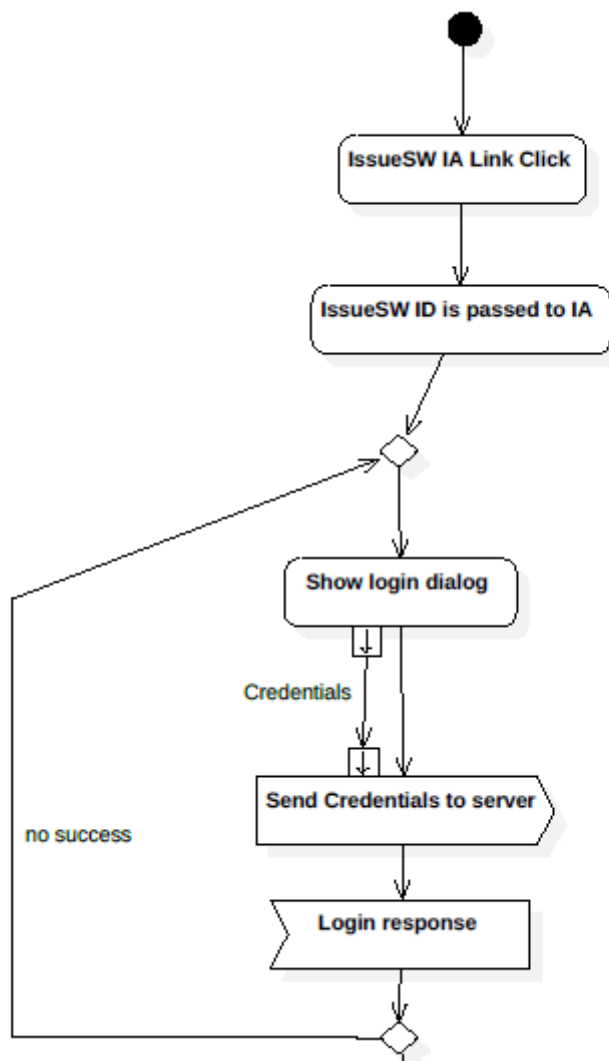 IssueSW IA Link Click
IssueSW ID is passed to IA
Show login dialog
Credentials
Send Credentials to server
no success
Login response